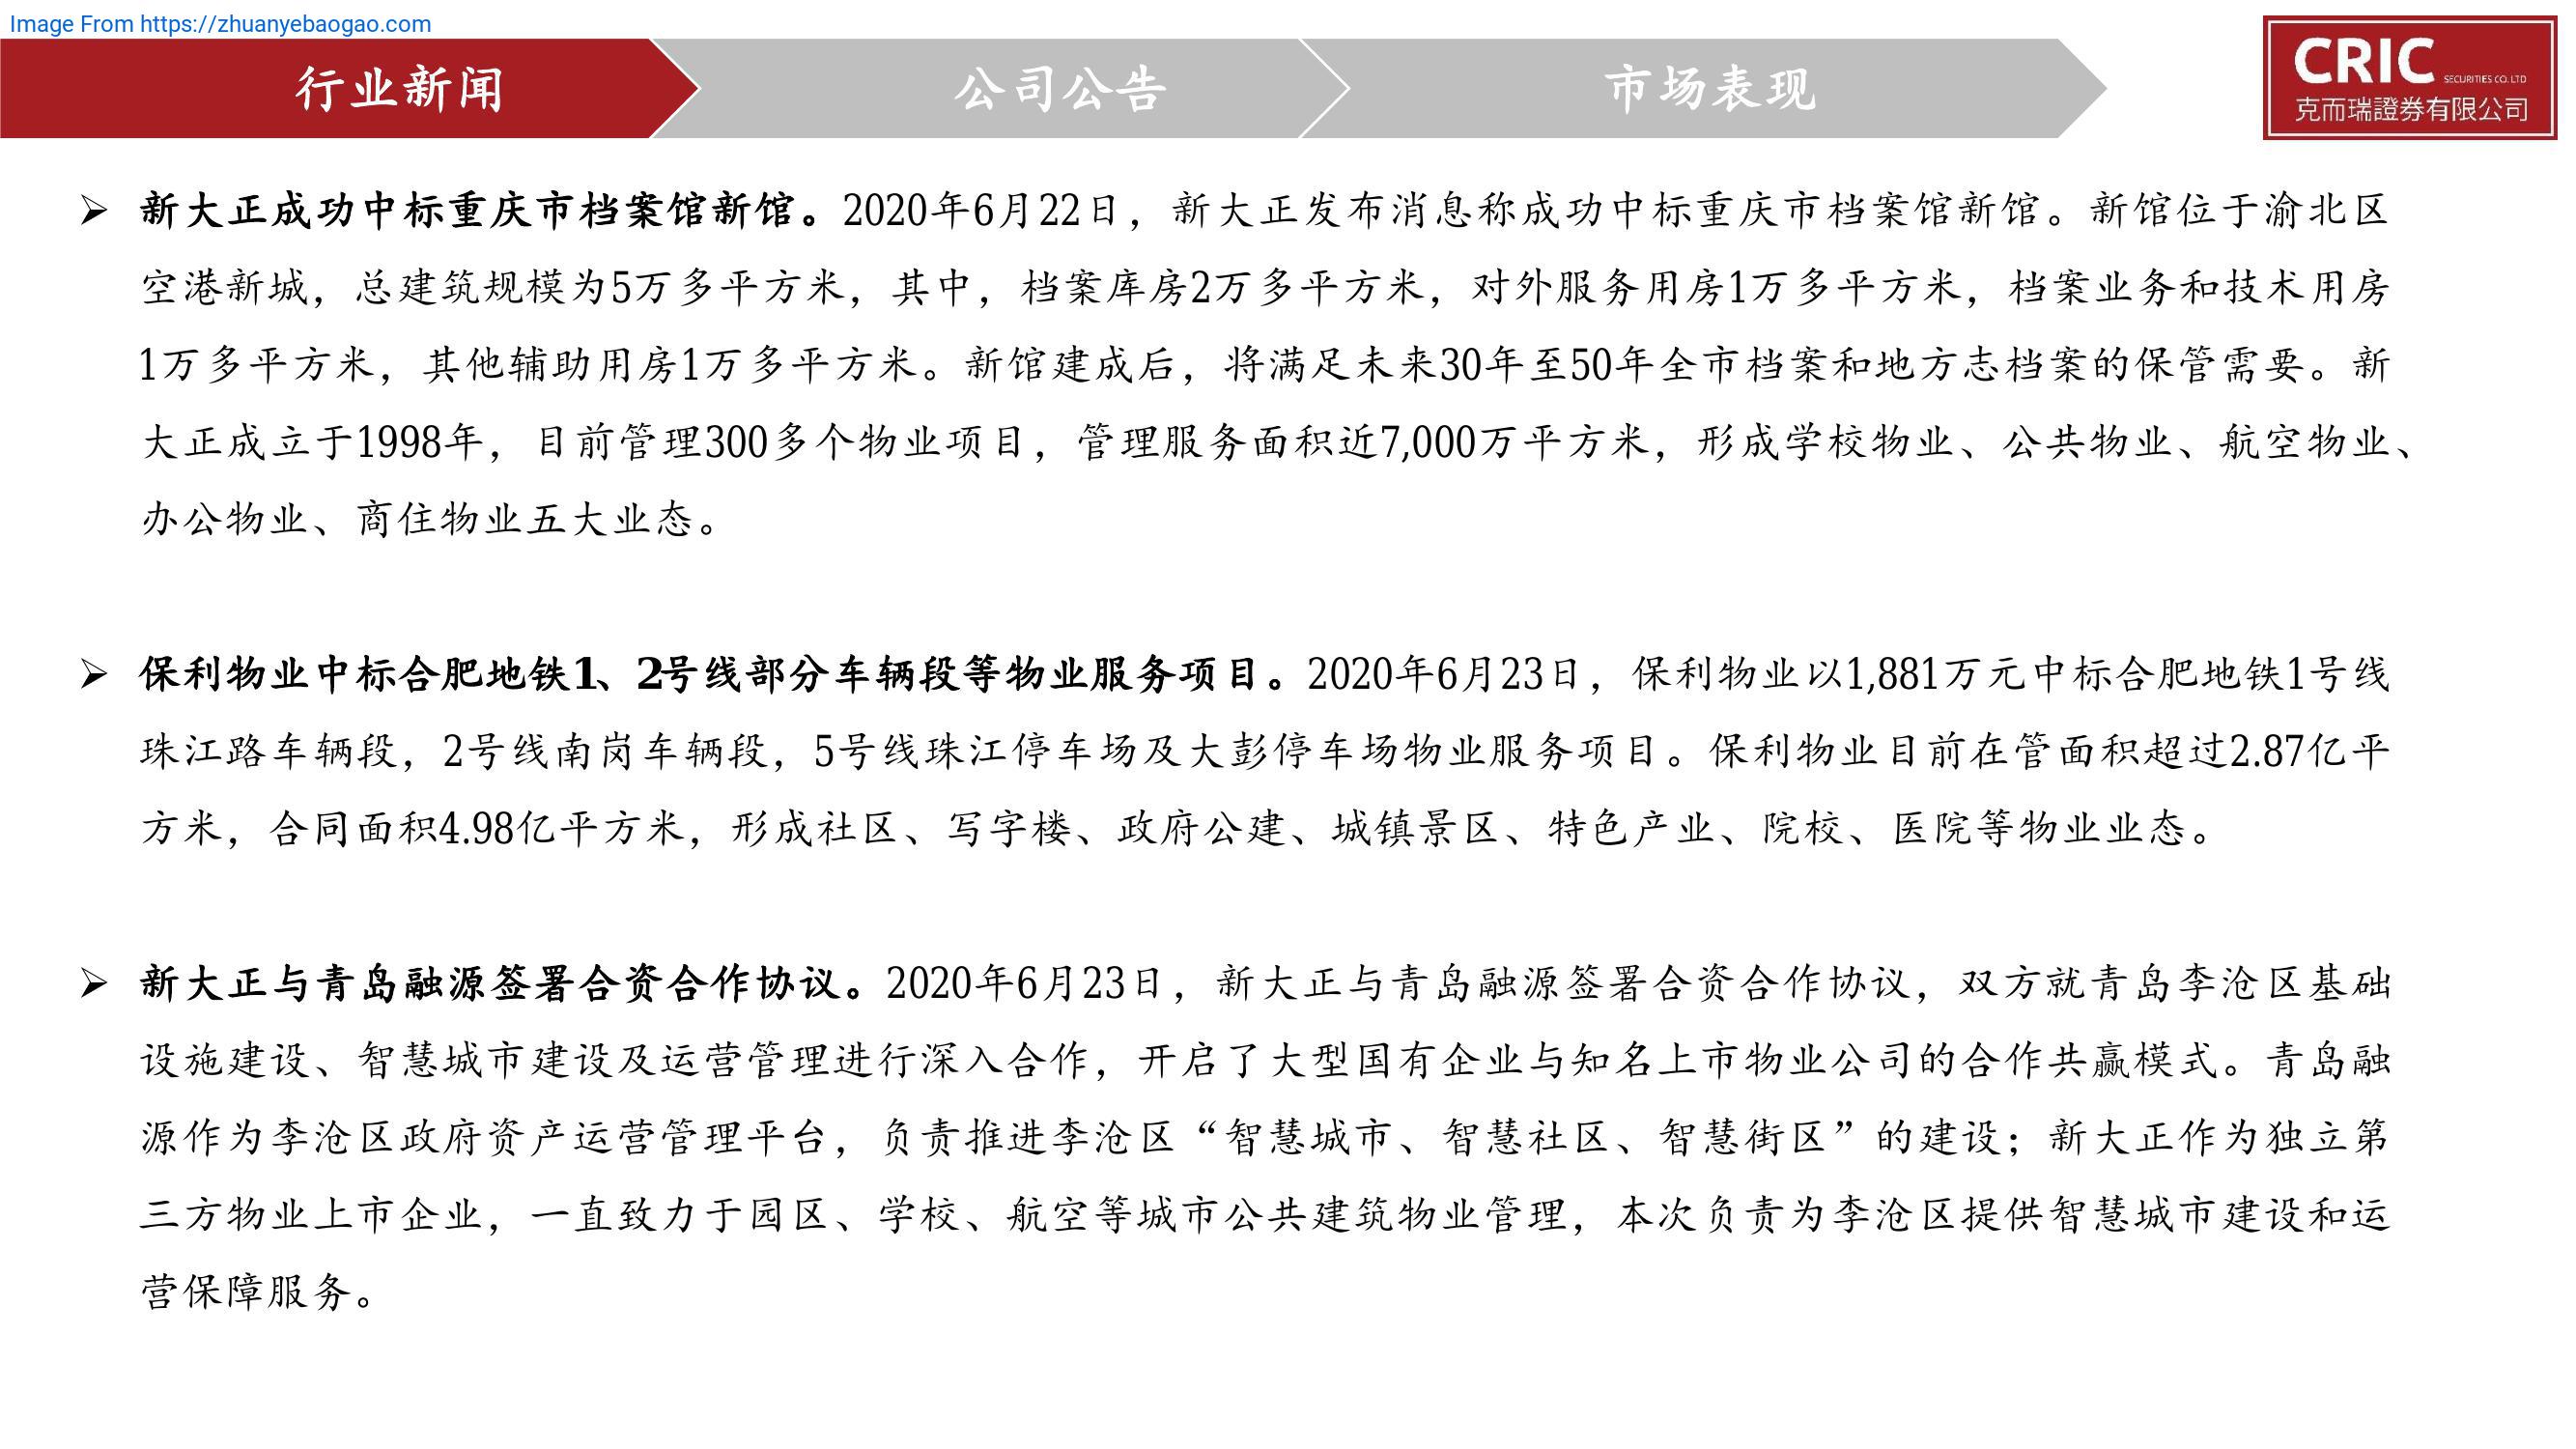 Image From https://zhuanyebaogao.com
行业新闻
公司公告
市场表现
CRIC SECURITIES CO. LTD
克而瑞證券有限公司
➢ 新大正成功中标重庆市档案馆新馆。2020年6月22日，新大正发布消息称成功中标重庆市档案馆新馆。新馆位于渝北区
空港新城，总建筑规模为5万多平方米，其中，档案库房2万多平方米，对外服务用房1万多平方米，档案业务和技术用房
1万多平方米，其他辅助用房1万多平方米。新馆建成后，将满足未来30年至50年全市档案和地方志档案的保管需要。新
大正成立于1998年，目前管理300多个物业项目，管理服务面积近7,000万平方米，形成学校物业、公共物业、航空物业、
办公物业、商住物业五大业态。
➢ 保利物业中标合肥地铁1、2号线部分车辆段等物业服务项目。2020年6月23日，保利物业以1,881万元中标合肥地铁1号线
珠江路车辆段，2号线南岗车辆段，5号线珠江停车场及大彭停车场物业服务项目。保利物业目前在管面积超过2.87亿平
方米，合同面积4.98亿平方米，形成社区、写字楼、政府公建、城镇景区、特色产业、院校、医院等物业业态。
➢ 新大正与青岛融源签署合资合作协议。2020年6月23日，新大正与青岛融源签署合资合作协议，双方就青岛李沧区基础
设施建设、智慧城市建设及运营管理进行深入合作，开启了大型国有企业与知名上市物业公司的合作共赢模式。青岛融
源作为李沧区政府资产运营管理平台，负责推进李沧区“智慧城市、智慧社区、智慧街区”的建设；新大正作为独立第
三方物业上市企业，一直致力于园区、学校、航空等城市公共建筑物业管理，本次负责为李沧区提供智慧城市建设和运
营保障服务。